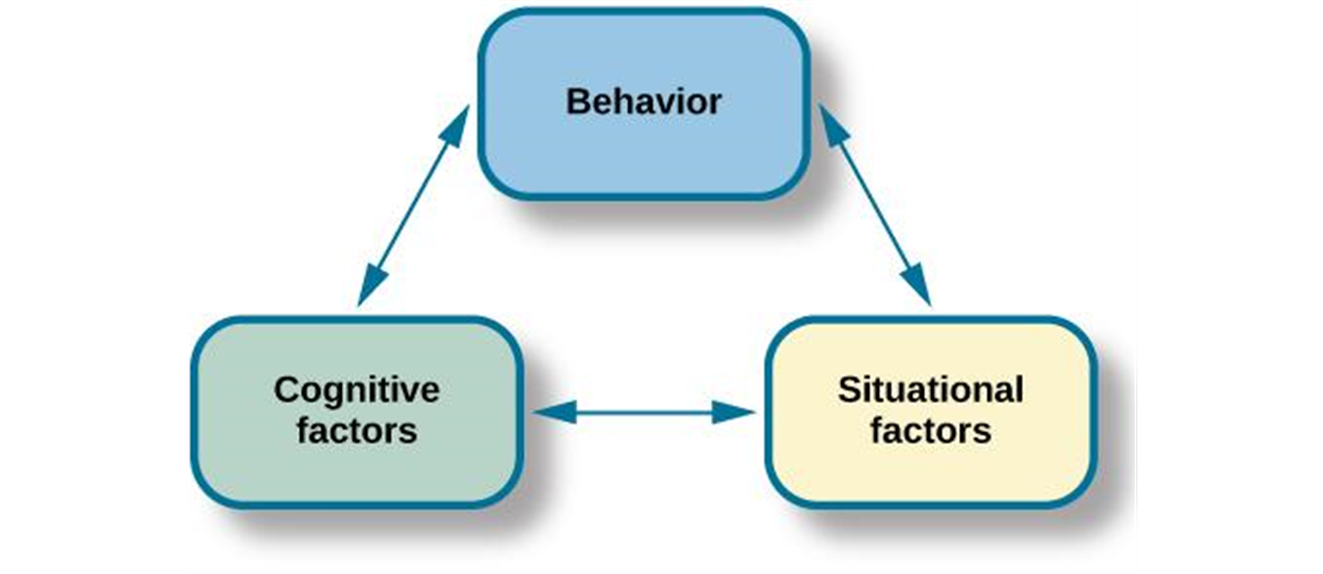 Behavior
Cognitive
factors
Situational
factors